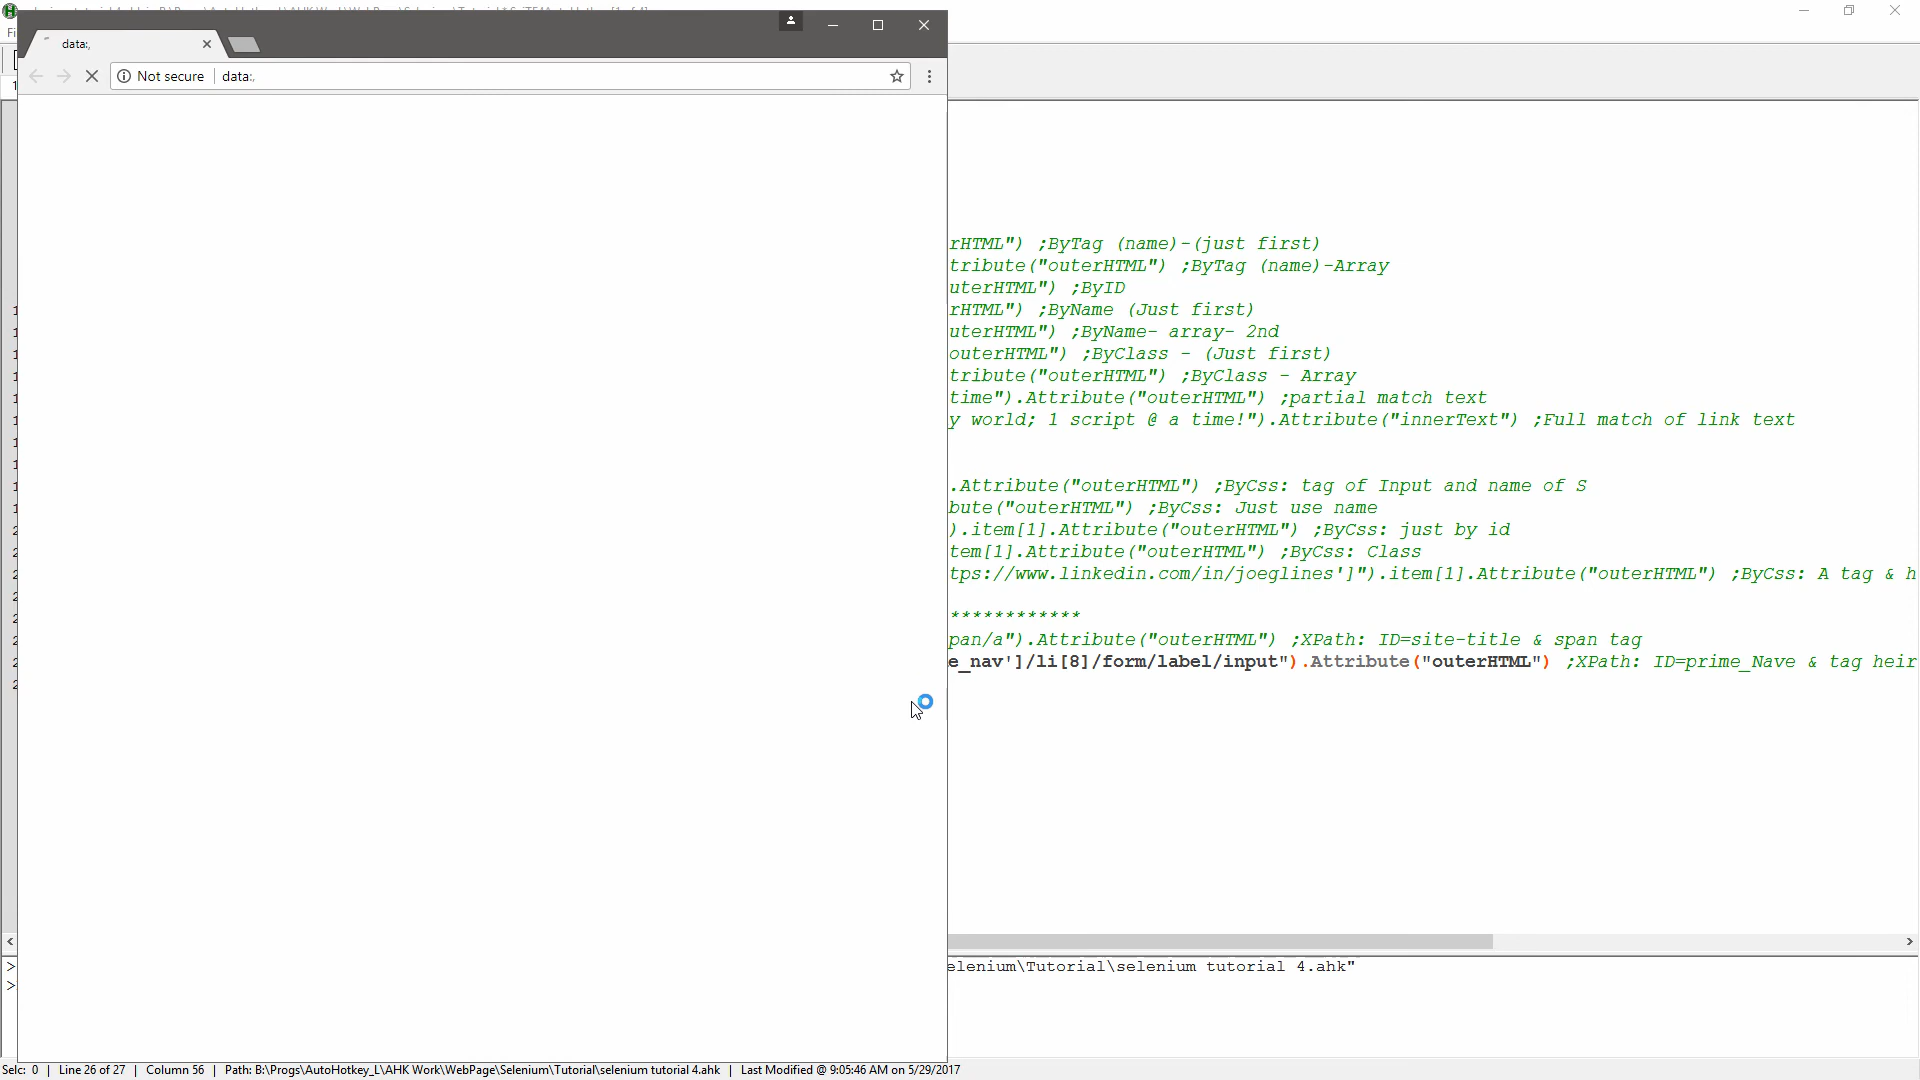 data:,
Not secure
data:,
rHTML") ;ByTag (name)-(just first)
tribute("outerHTML") ;ByTag (name)-Array
uterHTML") ;ByID
rHTML") ;ByName (Just first)
uterHTML") ;ByName- array- 2nd
outerHTML") ;ByClass - (Just first)
tribute("outerHTML") ;ByClass - Array
time").Attribute("outerHTML") ;partial match text
y world; 1 script @ a time!").Attribute("innerText") ;Full match of link text
.Attribute("outerHTML") ;ByCss: tag of Input and name of S
bute("outerHTML") ;ByCss: Just use name
).item[1].Attribute("outerHTML") ;ByCss: just by id
tem[1].Attribute("outerHTML") ;ByCss: Class
tps://www.linkedin.com/in/joeglines']").item[1].Attribute("outerHTML") ;ByCss: A tag & h
************
pan/a").Attribute("outerHTML") ;XPath: ID=site-title & span tag
e_nav']/li[8]/form/label/input").Attribute("outerHTML") ;XPath: ID=prime_Nave & tag heir
>
elenium\Tutorial\selenium tutorial 4.ahk"
>
Selc: 0 | Line 26 of 27 | Column 56 | Path: B:\Progs\AutoHotkey_L\AHK Work\WebPage\Selenium\Tutorial\selenium tutorial 4.ahk | Last Modified @ 9:05:46 AM on 5/29/2017